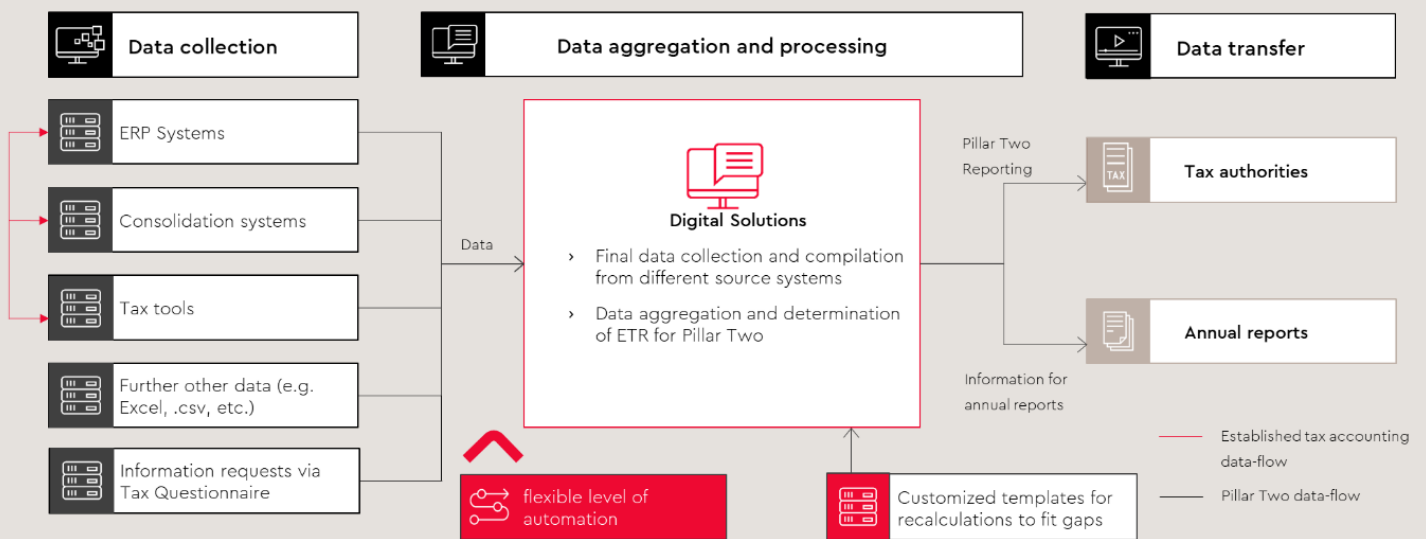 Data collection
Data aggregation and processing
Data transfer
ERP Systems
Consolidation systems
Tax tools
Further other data (e.g.
Excel, .csv, etc.)
Information requests via
Tax Questionnaire
Data
Digital Solutions
› Final data collection and compilation
from different source systems
› Data aggregation and determination
of ETR for Pillar Two
flexible level of
automation
Customized templates for
recalculations to fit gaps
Pillar Two
Reporting
TAX
Tax authorities
Annual reports
Information for
annual reports
Established tax accounting
data-flow
Pillar Two data-flow